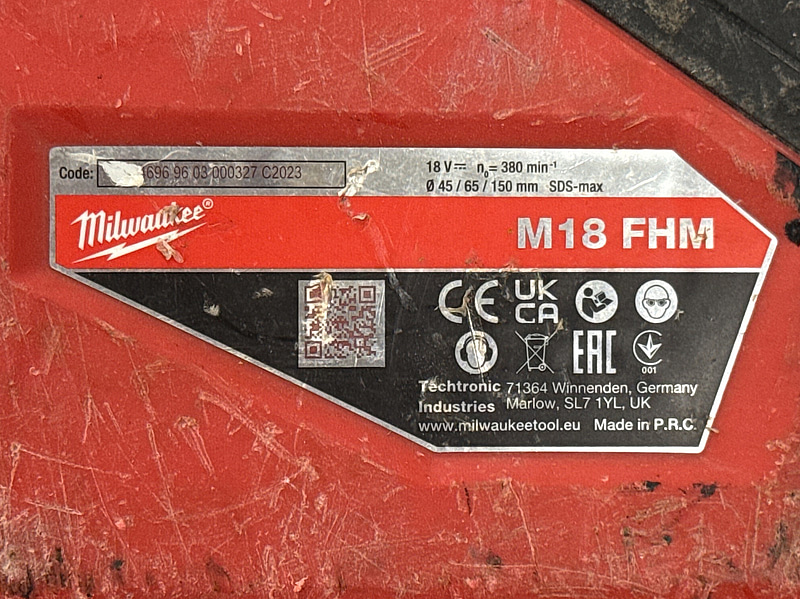 Code: 696 96 03 000327 C2023
18 V⎓ n₀= 380 min⁻¹
Ø 45 / 65 / 150 mm SDS-max
Milwaukee®
M18 FHM
CE UK CA
EAC
001
Techtronic 71364 Winnenden, Germany
Industries Marlow, SL7 1YL, UK
www.milwaukeetool.eu Made in P.R.C.